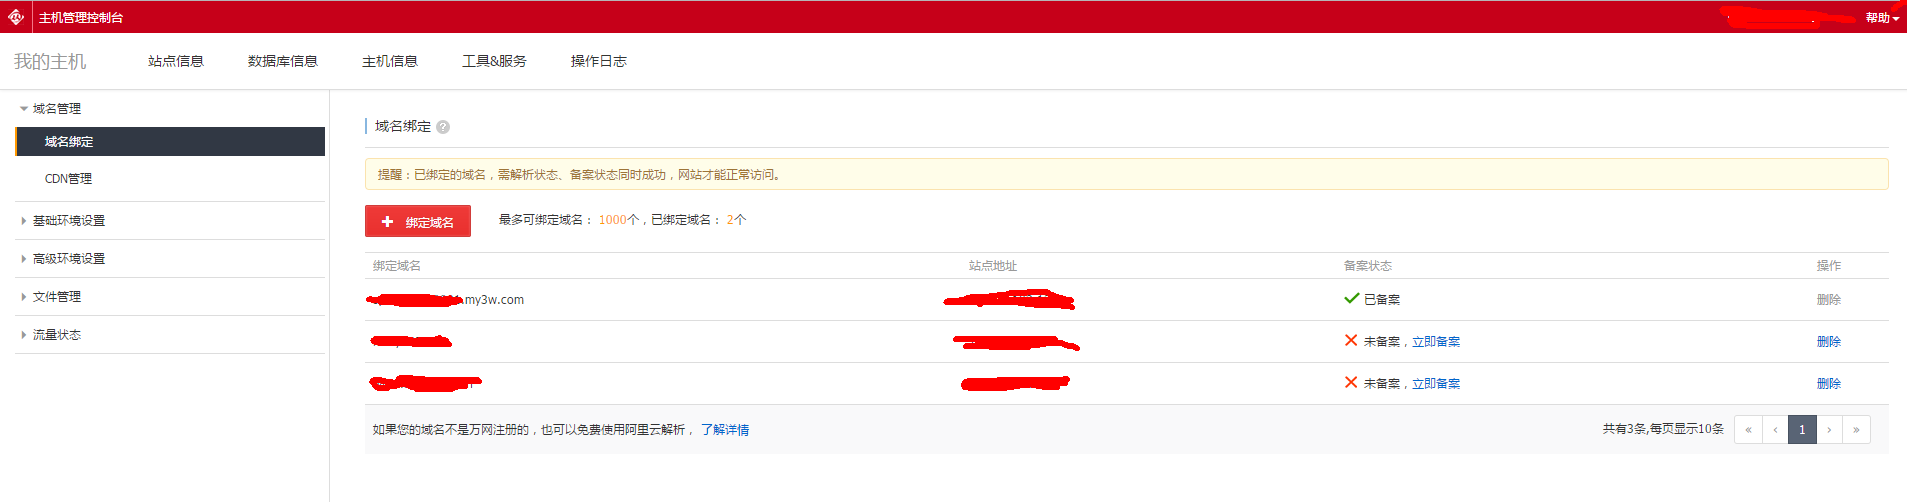 主机管理控制台
帮助
我的主机 站点信息 数据库信息 主机信息 工具&服务 操作日志
域名管理
域名绑定
CDN管理
基础环境设置
高级环境设置
文件管理
流量状态
域名绑定 ?
提醒：已绑定的域名，需解析状态、备案状态同时成功，网站才能正常访问。
绑定域名 最多可绑定域名： 1000个，已绑定域名： 2个
绑定域名 站点地址 备案状态 操作
.my3w.com 已备案 删除
未备案，立即备案 删除
未备案，立即备案 删除
如果您的域名不是万网注册的，也可以免费使用阿里云解析， 了解详情 共有3条,每页显示10条 « ‹ 1 › »